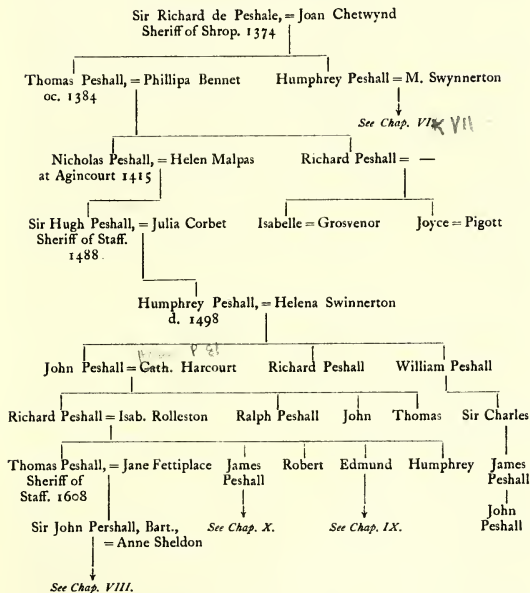 Sir Richard de Peshale, = Joan Chetwynd
Sheriff of Shrop. 1374
Thomas Peshall, = Phillipa Bennet Humphrey Peshall = M. Swynnerton
oc. 1384
See Chap. VI VII
Nicholas Peshall, = Helen Malpas Richard Peshall = —
at Agincourt 1415
Sir Hugh Peshall, = Julia Corbet Isabelle = Grosvenor Joyce = Pigott
Sheriff of Staff.
1488
Humphrey Peshall, = Helena Swinnerton
d. 1498
John Peshall = Cath. Harcourt Richard Peshall William Peshall
Richard Peshall = Isab. Rolleston Ralph Peshall John Thomas Sir Charles
Thomas Peshall, = Jane Fettiplace James Robert Edmund Humphrey James
Sheriff of Peshall Peshall
Staff. 1608 John
Sir John Pershall, Bart., See Chap. X. See Chap. IX. Peshall
= Anne Sheldon
See Chap. VIII.